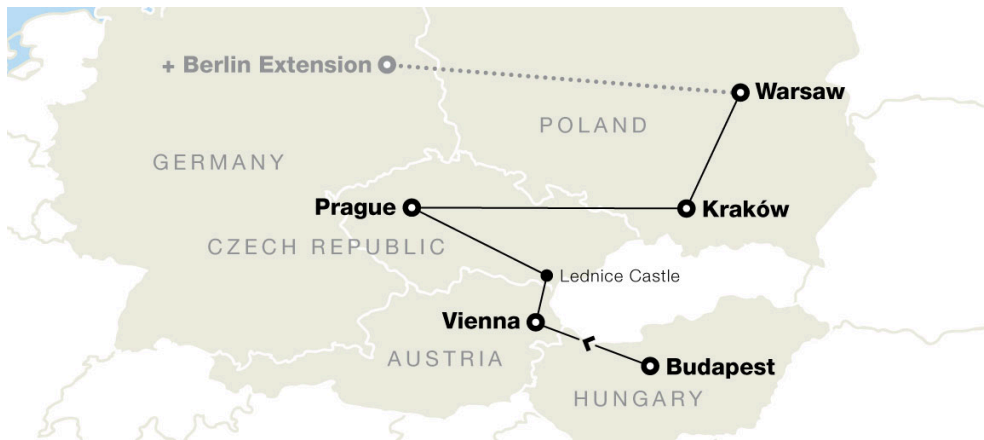 + Berlin Extension
Warsaw
POLAND
GERMANY
Prague
Kraków
CZECH REPUBLIC
Lednice Castle
Vienna
AUSTRIA
Budapest
HUNGARY